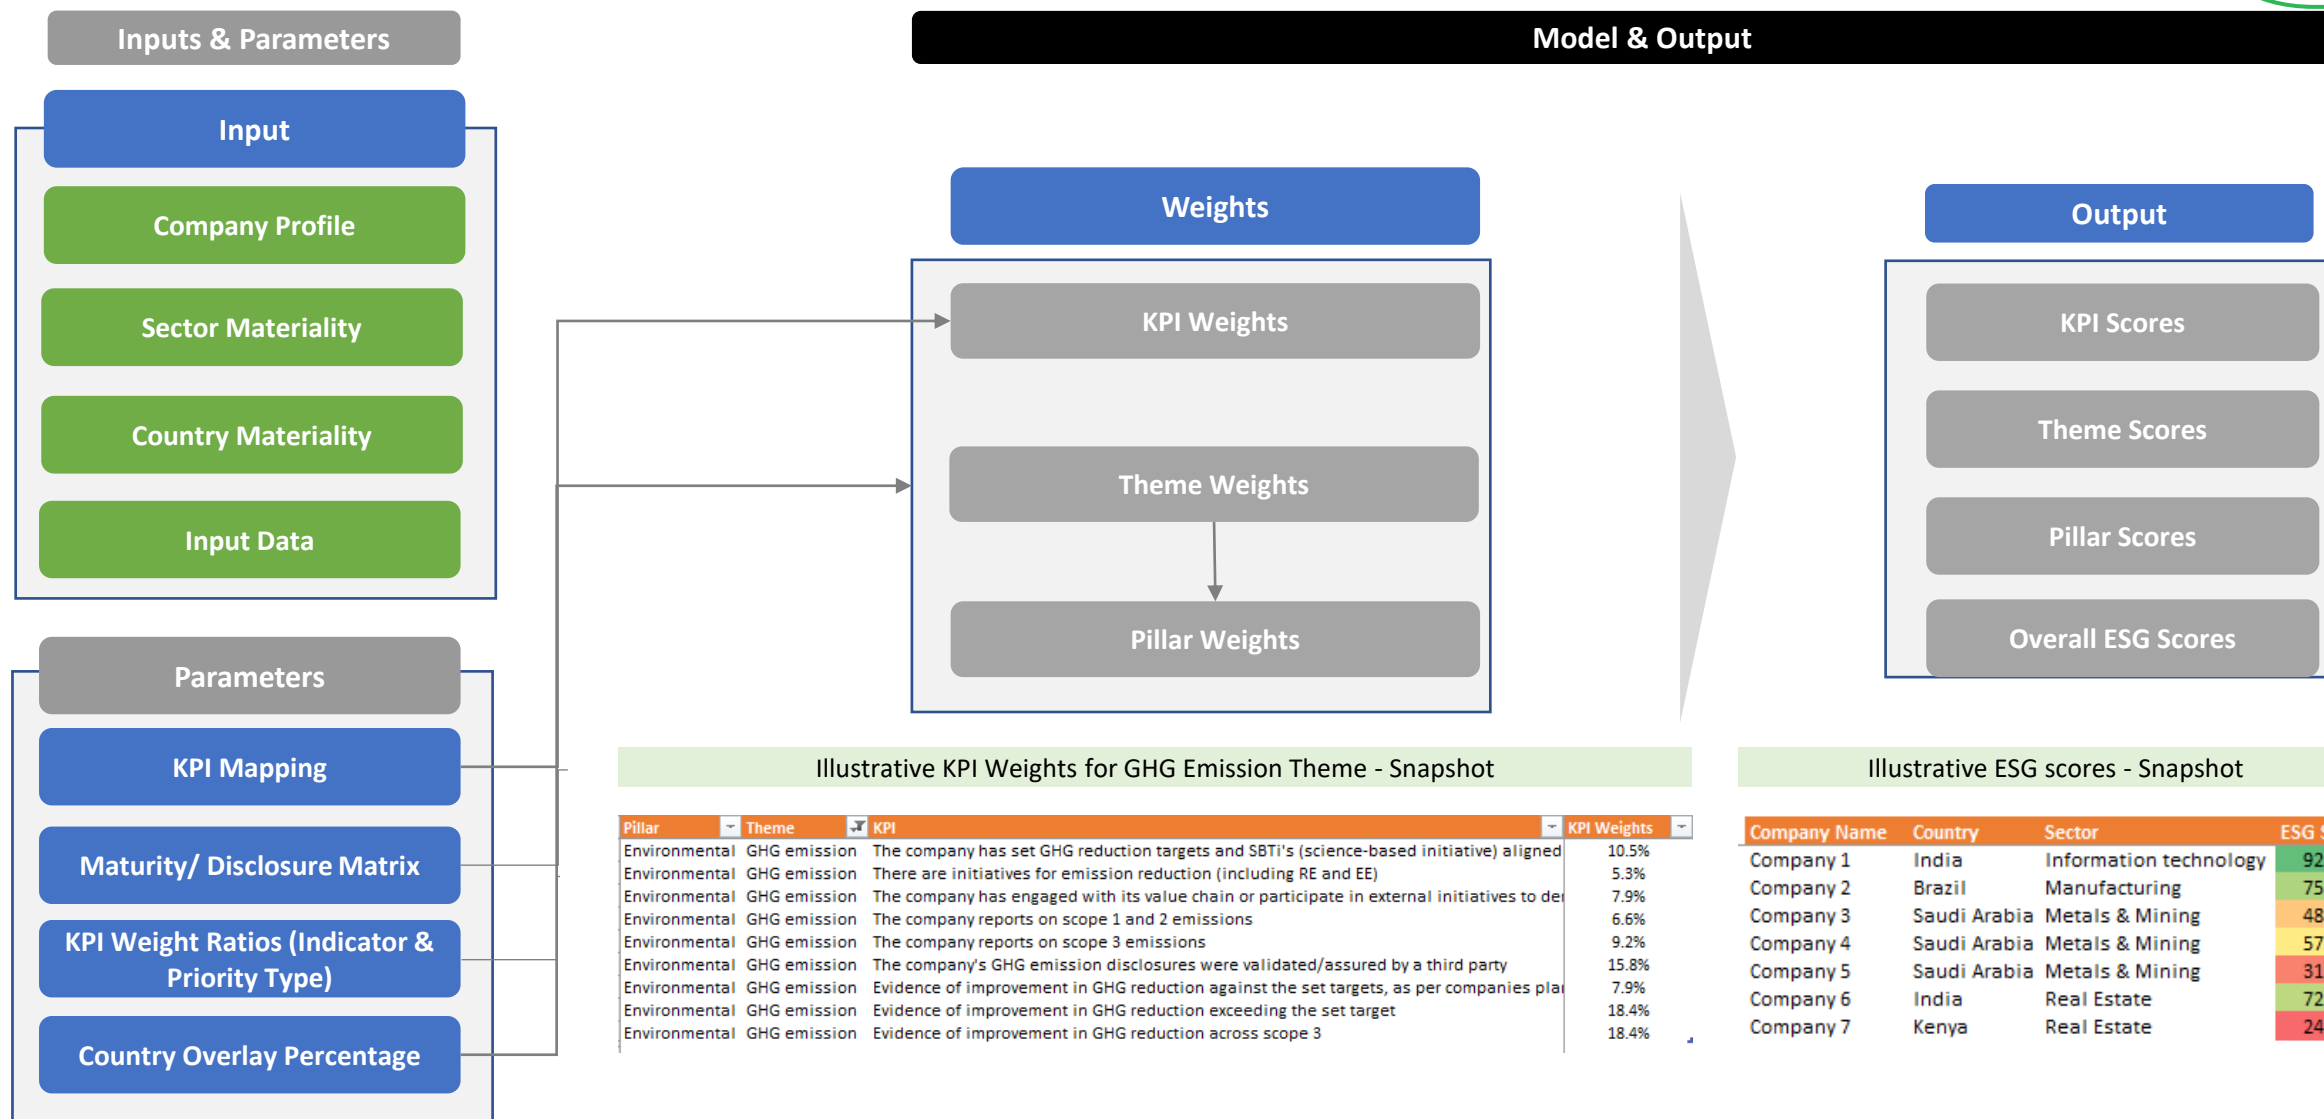 Inputs & Parameters
Model & Output
Input
Company Profile
Sector Materiality
Country Materiality
Input Data
Parameters
KPI Mapping
Maturity/ Disclosure Matrix
KPI Weight Ratios (Indicator &
Priority Type)
Country Overlay Percentage
Weights
KPI Weights
Theme Weights
Pillar Weights
Output
KPI Scores
Theme Scores
Pillar Scores
Overall ESG Scores
Illustrative KPI Weights for GHG Emission Theme - Snapshot
Pillar Theme KPI KPI Weights
Environmental GHG emission The company has set GHG reduction targets and SBTi's (science-based initiative) aligned 10.5%
Environmental GHG emission There are initiatives for emission reduction (including RE and EE) 5.3%
Environmental GHG emission The company has engaged with its value chain or participate in external initiatives to 7.9%
Environmental GHG emission The company reports on scope 1 and 2 emissions 6.6%
Environmental GHG emission The company reports on scope 3 emissions 9.2%
Environmental GHG emission The company's GHG emission disclosures were validated/assured by a third party 15.8%
Environmental GHG emission Evidence of improvement in GHG reduction against the set targets, as per companies 7.9%
Environmental GHG emission Evidence of improvement in GHG reduction exceeding the set target 18.4%
Environmental GHG emission Evidence of improvement in GHG reduction across scope 3 18.4%
Illustrative ESG scores - Snapshot
Company Name Country Sector ESG
Company 1 India Information technology 92
Company 2 Brazil Manufacturing 75
Company 3 Saudi Arabia Metals & Mining 48
Company 4 Saudi Arabia Metals & Mining 57
Company 5 Saudi Arabia Metals & Mining 31
Company 6 India Real Estate 72
Company 7 Kenya Real Estate 24